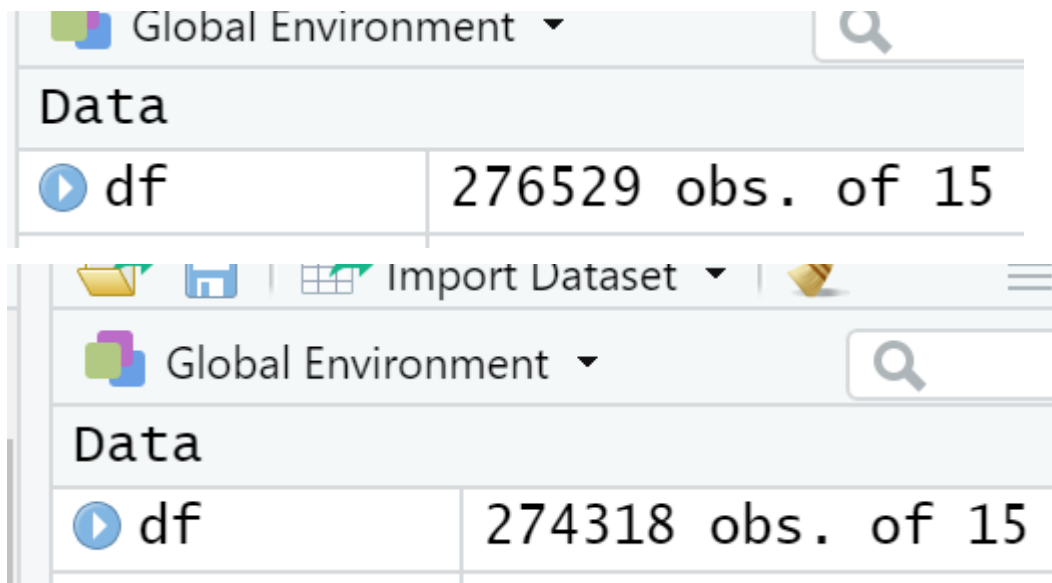 Global Environment
Data
df 276529 obs. of 15
Import Dataset
Global Environment
Data
df 274318 obs. of 15